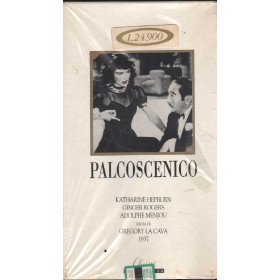 L.24.900
PALCOSCENICO
KATHARINE HEPBURN
GINGER ROGERS
ADOLPHE MENJOU
REGIA DI
GREGORY LA CAVA
1937